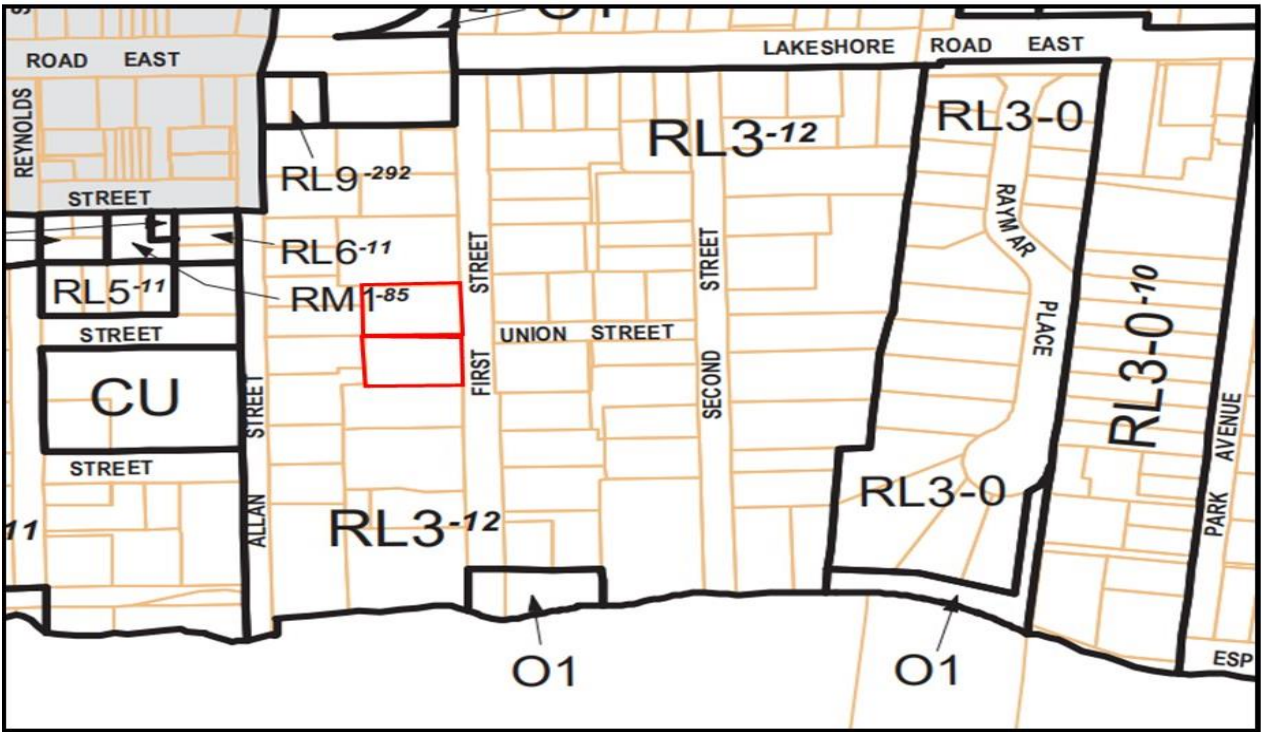 ROAD EAST
LAKESHORE ROAD EAST
REYNOLDS
RL3-0
RL3-12
RL9-292
STREET
RAYMAR
RL6-11
STREET
STREET
RL5-11
RM1-85
RL3-0-10
STREET
UNION STREET
PLACE
FIRST
SECOND
CU
STREET
AVENUE
STREET
RL3-0
PARK
ALLAN
RL3-12
11
O1
O1
ESP